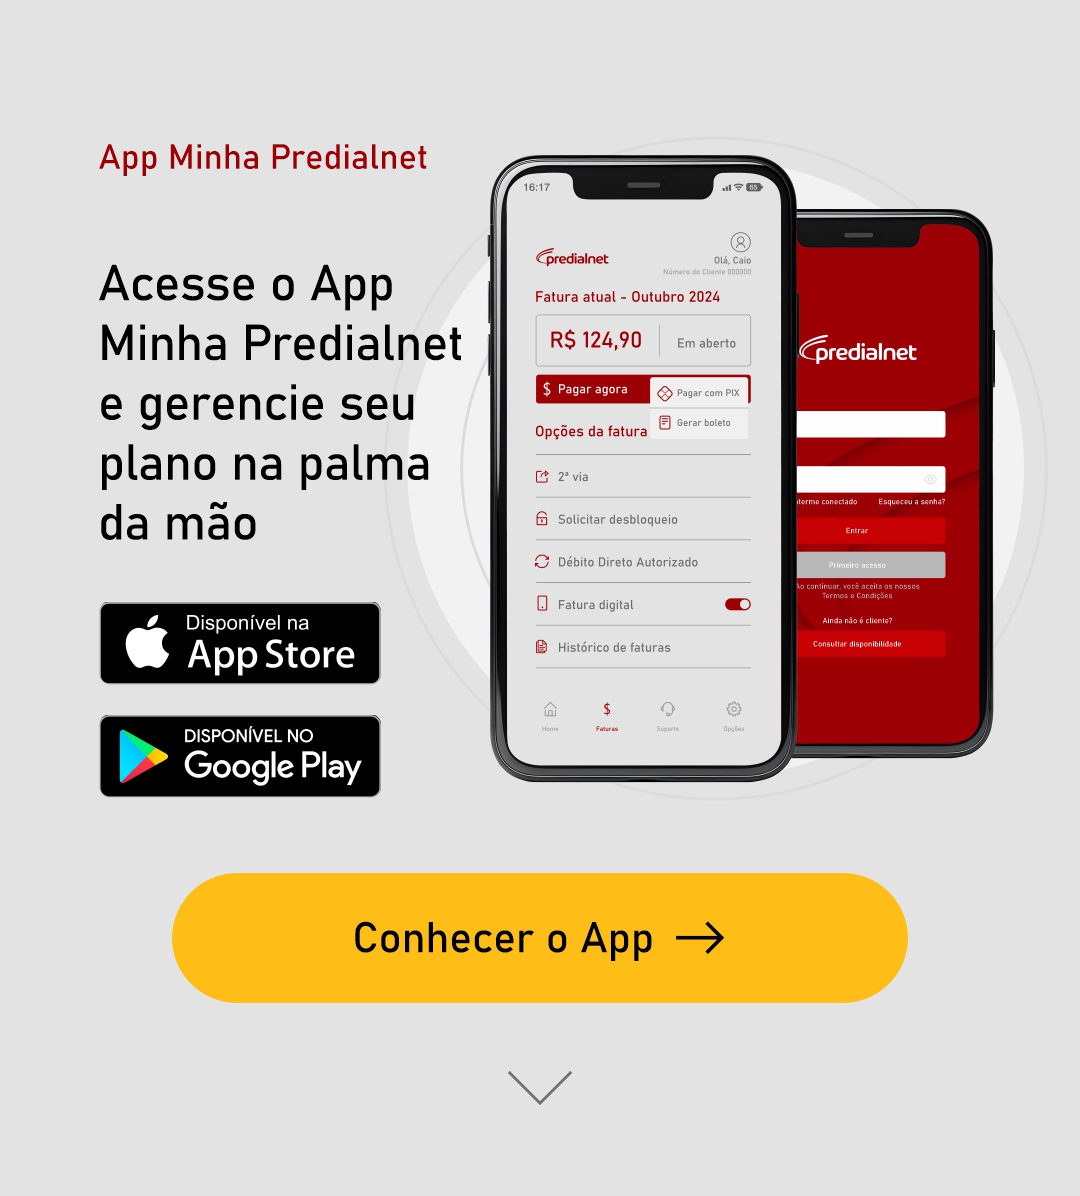 App Minha Predialnet
Acesse o App
Minha Predialnet
e gerencie seu
plano na palma
da mão
Disponível na
App Store
DISPONÍVEL NO
Google Play
16:17
65
predialnet
Olá, Caio
Número do Cliente 000000
Fatura atual - Outubro 2024
R$ 124,90
Em aberto
$ Pagar agora
Pagar com PIX
Gerar boleto
Opções da fatura
2ª via
Solicitar desbloqueio
Débito Direto Autorizado
Fatura digital
Histórico de faturas
$
Home Faturas Suporte Opções
predialnet
conectado Esqueceu a senha?
Entrar
Primeiro acesso
Ao continuar, você aceita os nossos
Termos e Condições
Ainda não é cliente?
Consultar disponibilidade
Conhecer o App →